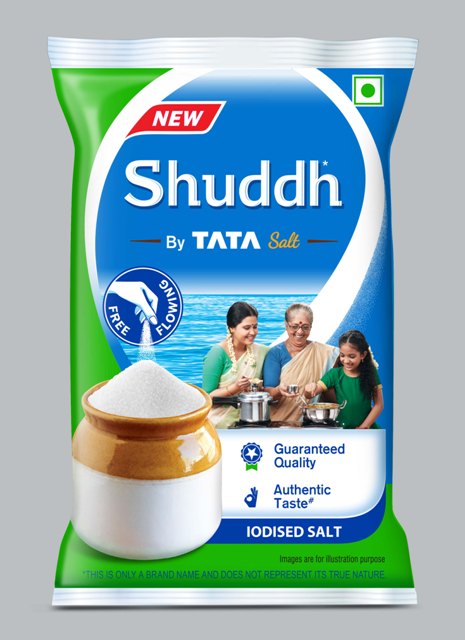 NEW
Shuddh*
By TATA Salt
FREE FLOWING
Guaranteed
Quality
Authentic
Taste#
IODISED SALT
Images are for illustration purpose
*THIS IS ONLY A BRAND NAME AND DOES NOT REPRESENT ITS TRUE NATURE.